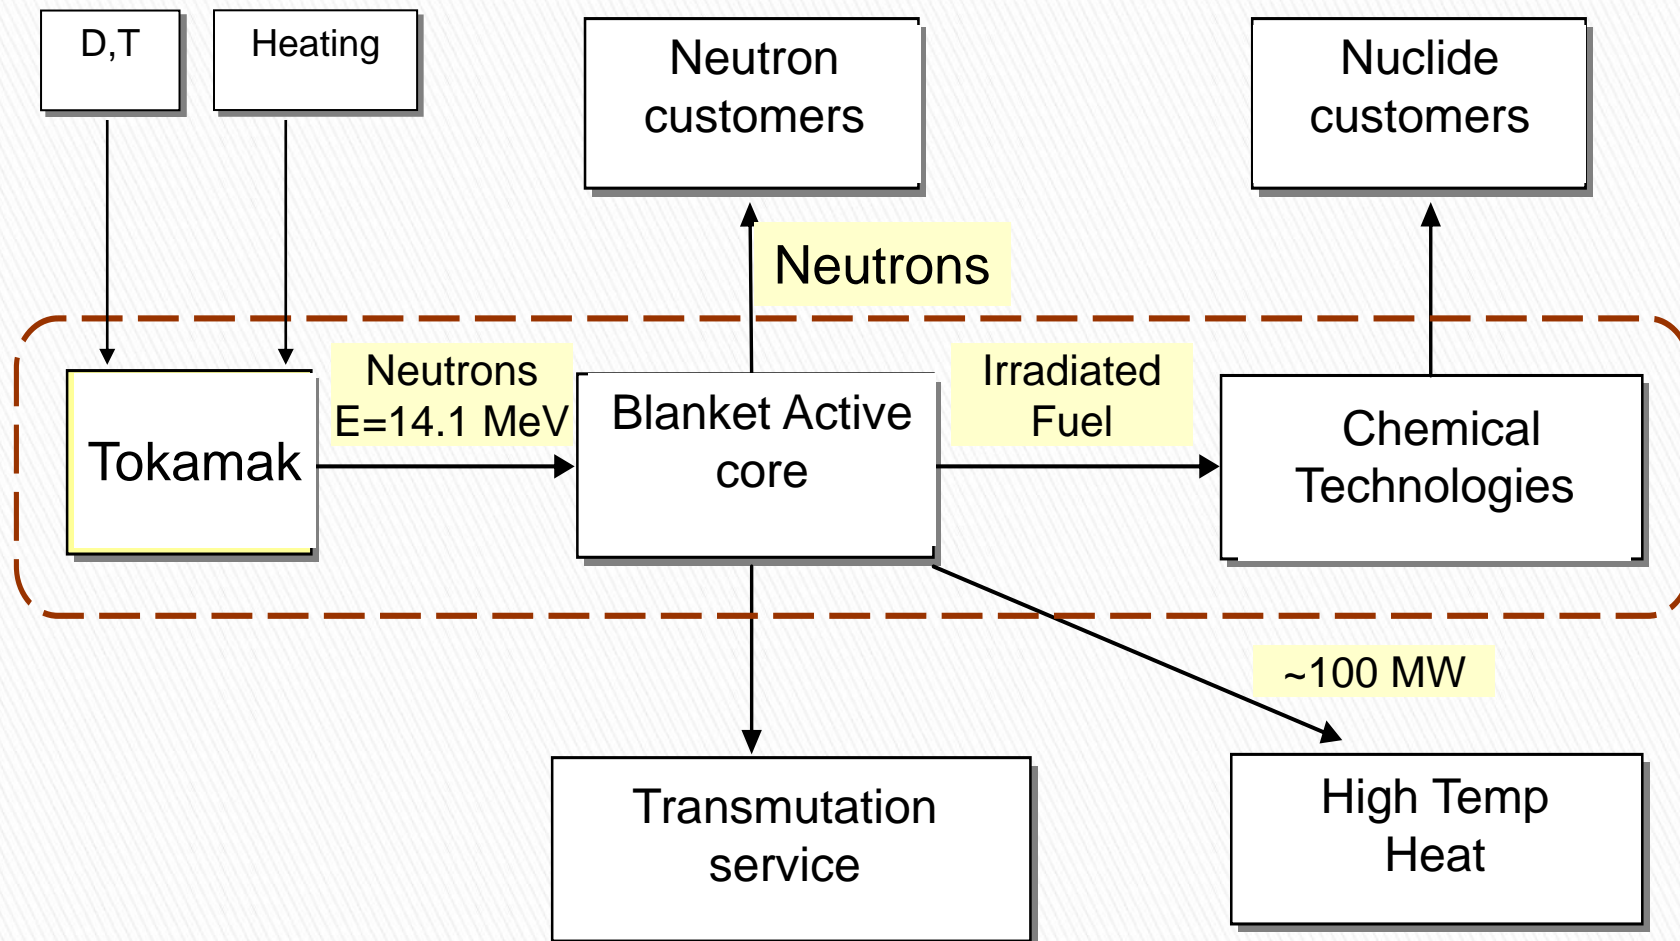 D,T
Heating
Neutron
customers
Nuclide
customers
Neutrons
Neutrons
E=14.1 MeV
Irradiated
Fuel
Tokamak
Blanket Active
core
Chemical
Technologies
~100 MW
Transmutation
service
High Temp
Heat